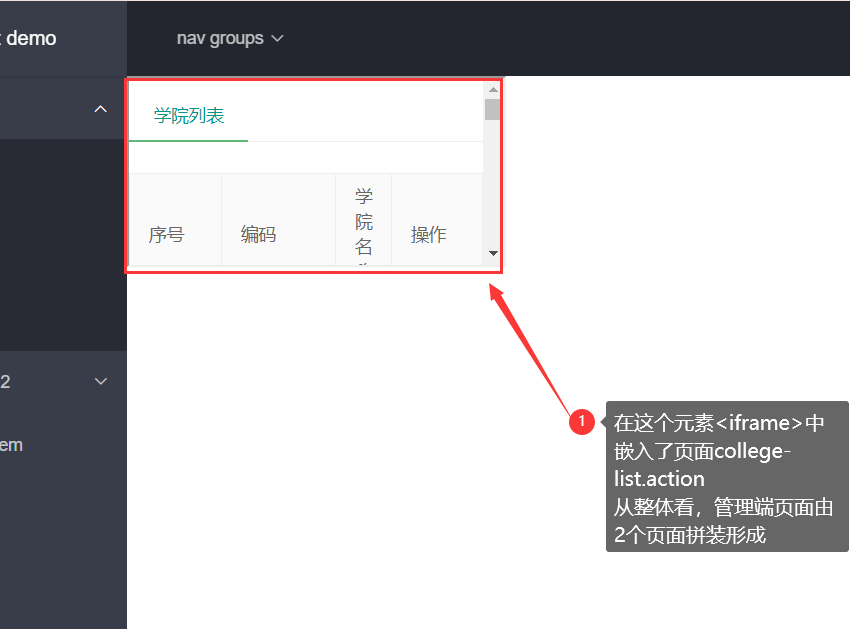 demo
nav groups
学院列表
序号
编码
学
院
名
操作
2
em
1
在这个元素<iframe>中
嵌入了页面college-
list.action
从整体看，管理端页面由
2个页面拼装形成